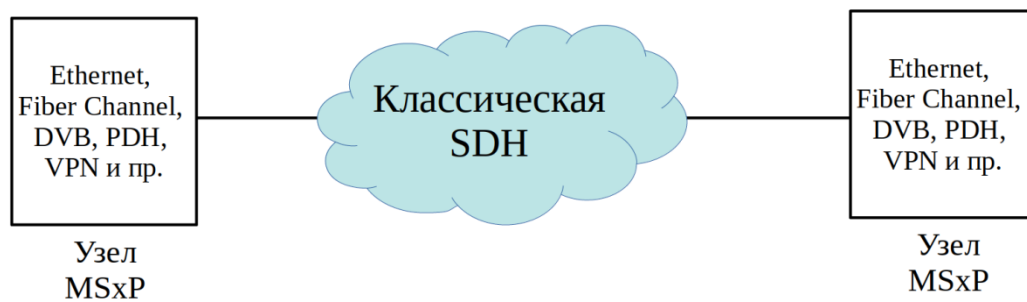 Ethernet,
Fiber Channel,
DVB, PDH,
VPN и пр.
Узел
MSxP
Классическая
SDH
Ethernet,
Fiber Channel,
DVB, PDH,
VPN и пр.
Узел
MSxP